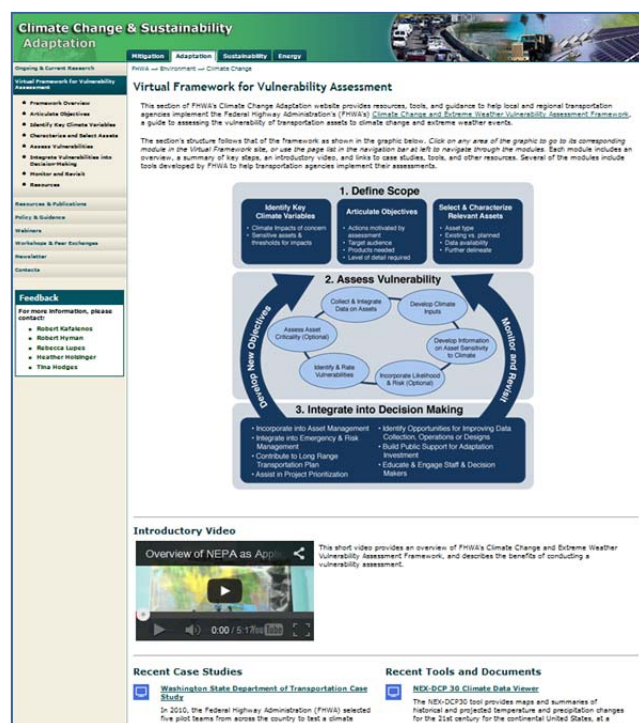 Climate Change & Sustainability
Adaptation
Mitigation Adaptation Sustainability Energy
FHWA → Environment → Climate Change
Ongoing & Current Research
Virtual Framework for Vulnerability
Assessment
Framework Overview
Articulate Objectives
Identify Key Climate Variables
Characterize and Select Assets
Assess Vulnerabilities
Integrate Vulnerabilities into
Decision-Making
Monitor and Revisit
Resources
Resources & Publications
Policy & Guidance
Webinars
Workshops & Peer Exchanges
Newsletter
Contacts
Feedback
For more information, please
contact:
Robert Kafalenos
Robert Hyman
Rebecca Lupes
Heather Holsinger
Tina Hodges
Virtual Framework for Vulnerability Assessment
This section of FHWA's Climate Change Adaptation website provides resources, tools, and guidance to help local and regional transportation
agencies implement the Federal Highway Administration's (FHWA's) Climate Change and Extreme Weather Vulnerability Assessment Framework,
a guide to assessing the vulnerability of transportation assets to climate change and extreme weather events.
The section's structure follows that of the framework as shown in the graphic below. Click on any area of the graphic to go to its corresponding
module in the Virtual Framework site, or use the page list in the navigation bar at left to navigate through the modules. Each module includes an
overview, a summary of key steps, an introductory video, and links to case studies, tools, and other resources. Several of the modules include
tools developed by FHWA to help transportation agencies implement their assessments.
1. Define Scope
Identify Key
Climate Variables
• Climate Impacts of concern
• Sensitive assets &
thresholds for impacts
Articulate Objectives
• Actions motivated by
assessment
• Target audience
• Products needed
• Level of detail required
Select & Characterize
Relevant Assets
• Asset type
• Existing vs. planned
• Data availability
• Further delineate
2. Assess Vulnerability
Collect & Integrate
Data on Assets
Develop Climate
Inputs
Assess Asset
Criticality (Optional)
Develop Information
on Asset Sensitivity
to Climate
Identify & Rate
Vulnerabilities
Incorporate Likelihood
& Risk (Optional)
Develop New Objectives
Monitor and Revisit
3. Integrate into Decision Making
• Incorporate into Asset Management
• Integrate into Emergency & Risk
Management
• Contribute to Long Range
Transportation Plan
• Assist in Project Prioritization
• Identify Opportunities for Improving Data
Collection, Operations or Designs
• Build Public Support for Adaptation
Investment
• Educate & Engage Staff & Decision
Makers
Introductory Video
Overview of NEPA as Appli...
0:00 / 5:17
YouTube
This short video provides an overview of FHWA's Climate Change and Extreme Weather
Vulnerability Assessment Framework, and describes the benefits of conducting a
vulnerability assessment.
Recent Case Studies
Washington State Department of Transportation Case
Study
In 2010, the Federal Highway Administration (FHWA) selected
five pilot teams from across the country to test a climate
Recent Tools and Documents
NEX-DCP 30 Climate Data Viewer
The NEX-DCP30 tool provides maps and summaries of
historical and projected temperature and precipitation changes
for the 21st century for the continental United States, at a